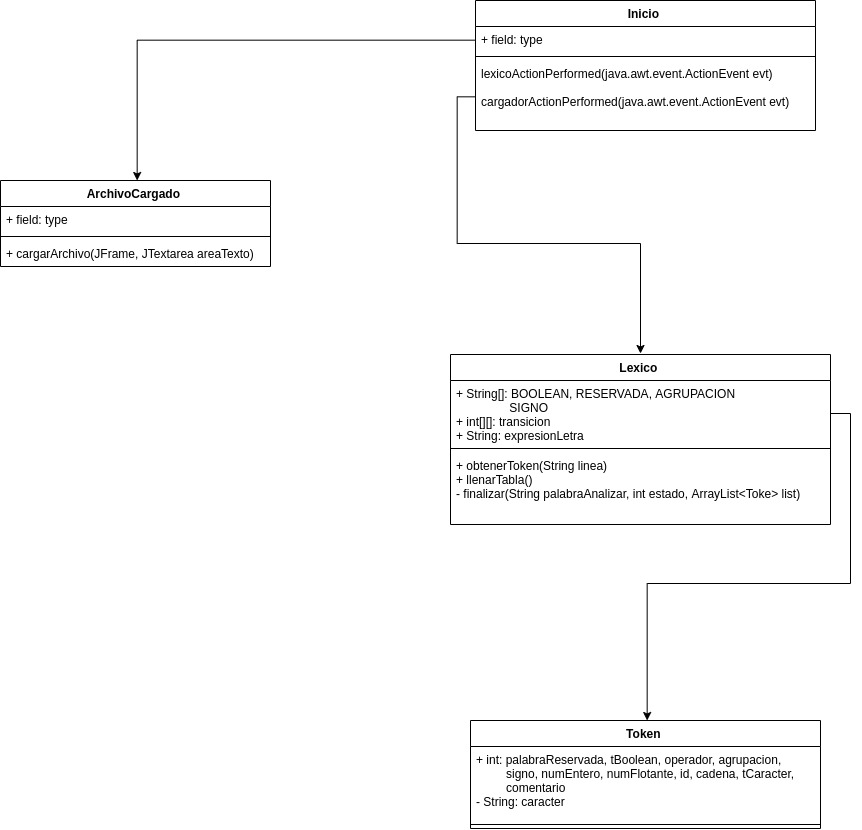 Inicio
+ field: type
lexicoActionPerformed(java.awt.event.ActionEvent evt)
cargadorActionPerformed(java.awt.event.ActionEvent evt)
ArchivoCargado
+ field: type
+ cargarArchivo(JFrame, JTextarea areaTexto)
Lexico
+ String[]: BOOLEAN, RESERVADA, AGRUPACION
SIGNO
+ int[][]: transicion
+ String: expresionLetra
+ obtenerToken(String linea)
+ llenarTabla()
- finalizar(String palabraAnalizar, int estado, ArrayList<Toke> list)
Token
+ int: palabraReservada, tBoolean, operador, agrupacion,
signo, numEntero, numFlotante, id, cadena, tCaracter,
comentario
- String: caracter